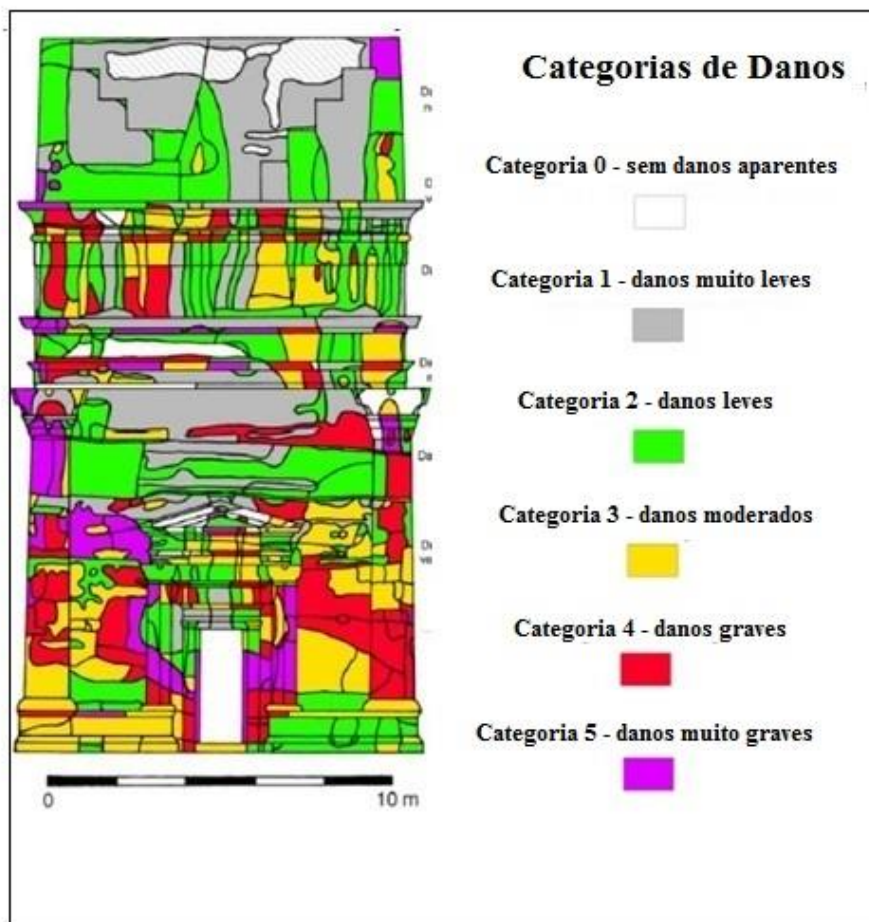 Categorias de Danos
Categoria 0 - sem danos aparentes
Categoria 1 - danos muito leves
Categoria 2 - danos leves
Categoria 3 - danos moderados
Categoria 4 - danos graves
Categoria 5 - danos muito graves
0 10 m